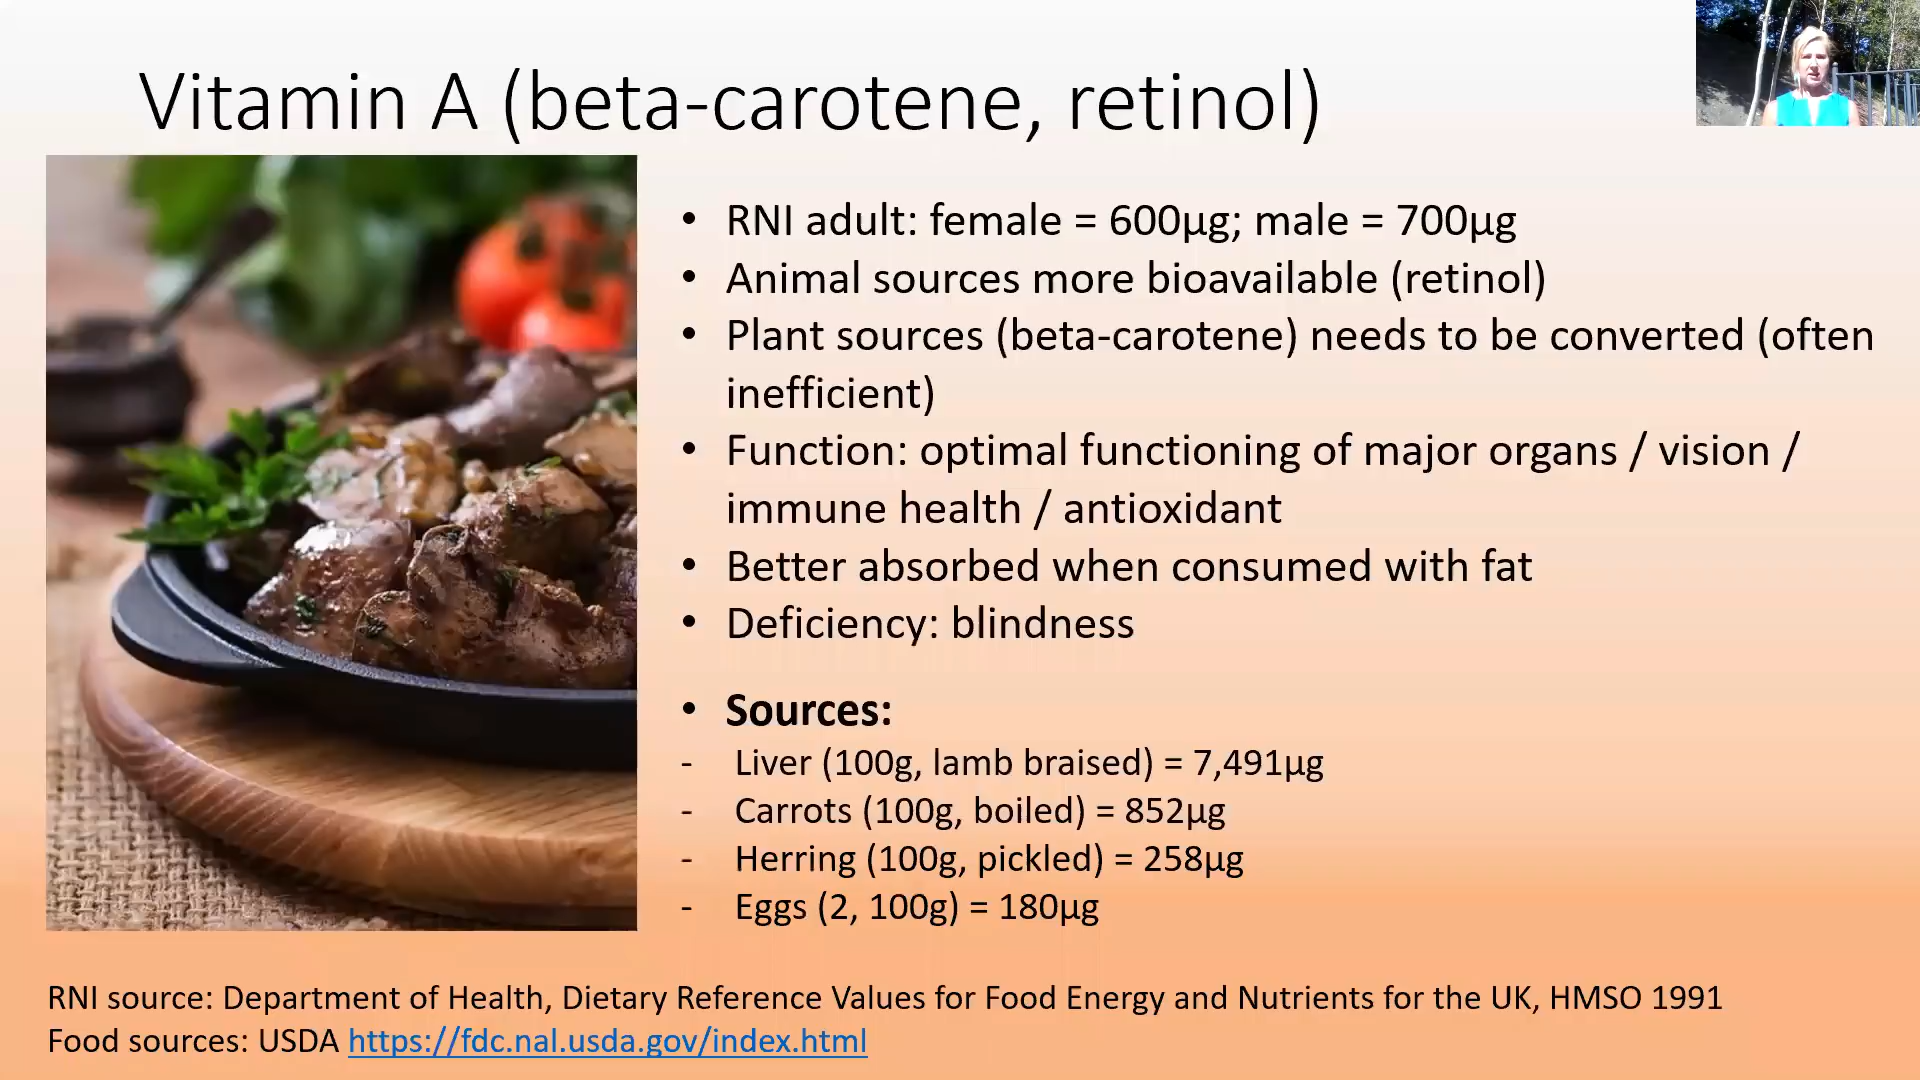 Vitamin A (beta-carotene, retinol)
• RNI adult: female = 600µg; male = 700µg
• Animal sources more bioavailable (retinol)
• Plant sources (beta-carotene) needs to be converted (often
inefficient)
• Function: optimal functioning of major organs / vision /
immune health / antioxidant
• Better absorbed when consumed with fat
• Deficiency: blindness
• Sources:
- Liver (100g, lamb braised) = 7,491µg
- Carrots (100g, boiled) = 852µg
- Herring (100g, pickled) = 258µg
- Eggs (2, 100g) = 180µg
RNI source: Department of Health, Dietary Reference Values for Food Energy and Nutrients for the UK, HMSO 1991
Food sources: USDA https://fdc.nal.usda.gov/index.html